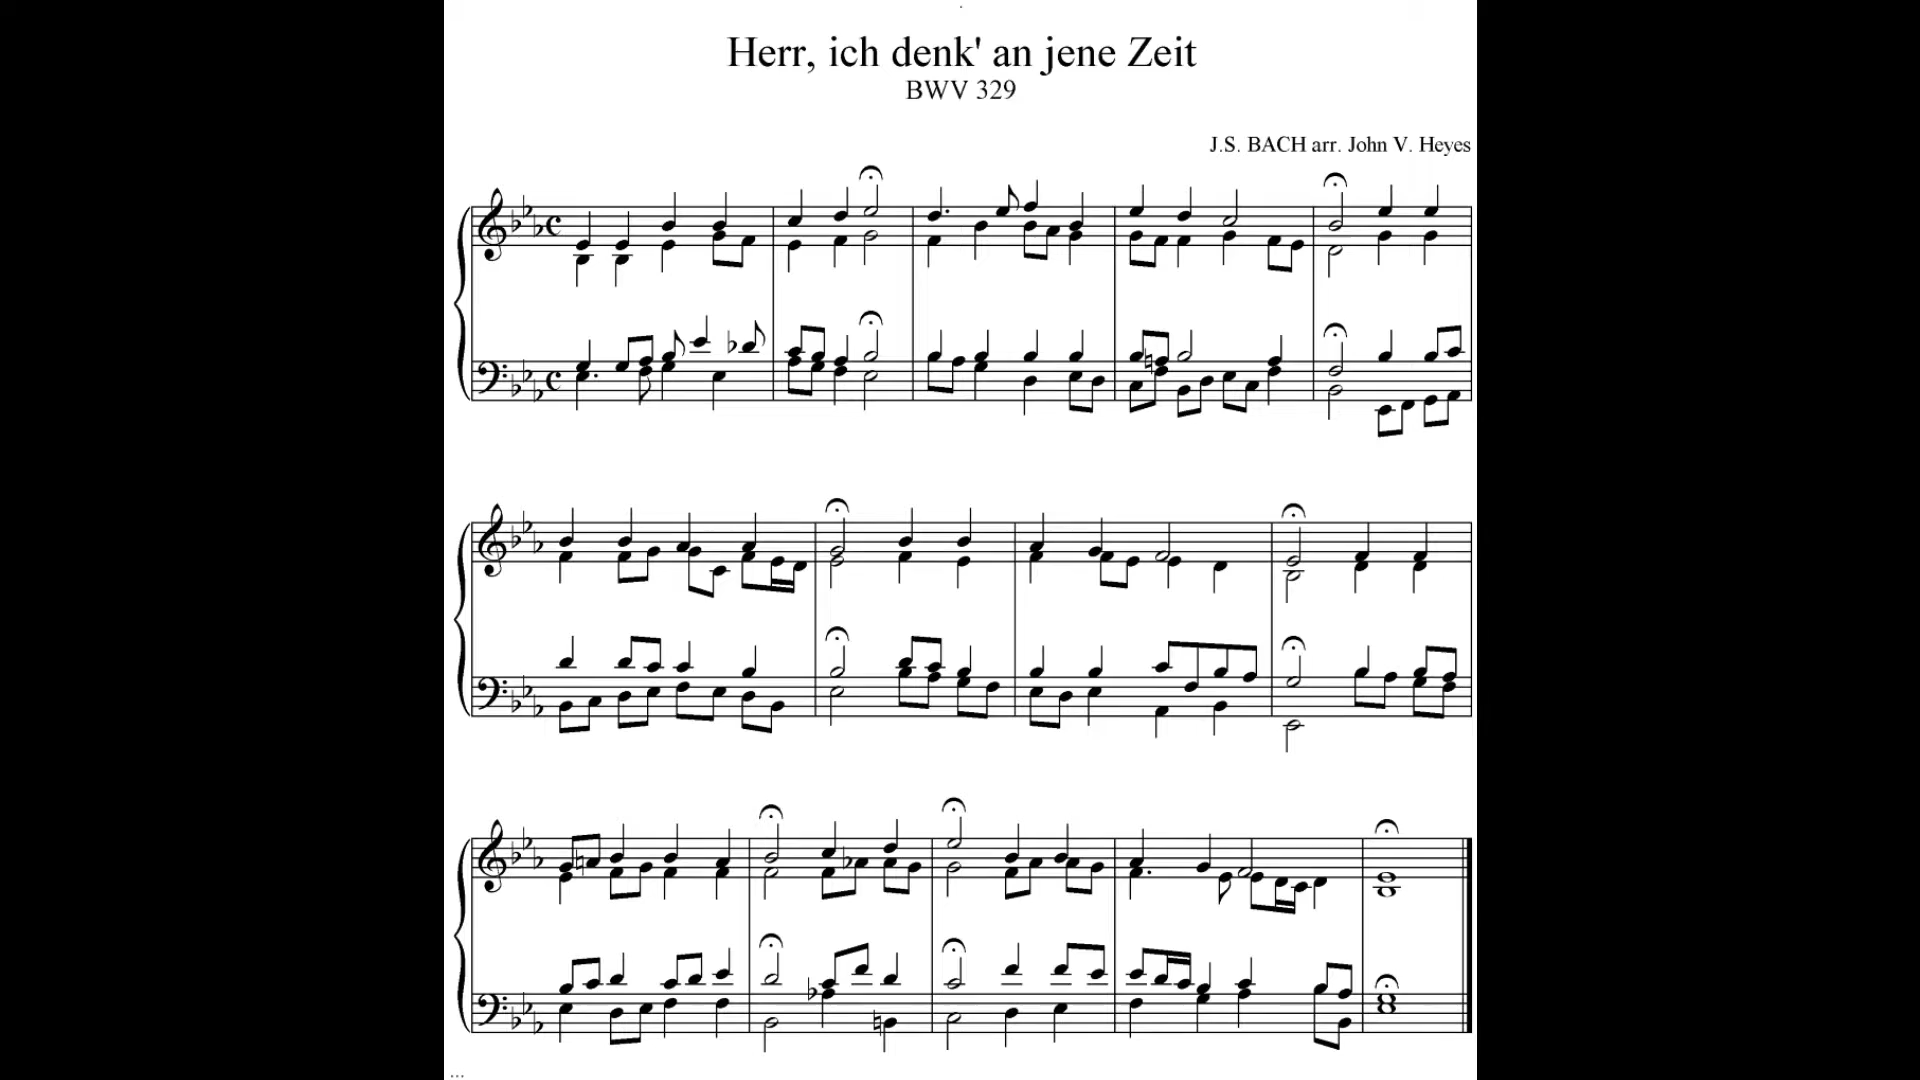 Herr, ich denk' an jene Zeit
BWV 329
J.S. BACH arr. John V. Heyes
...